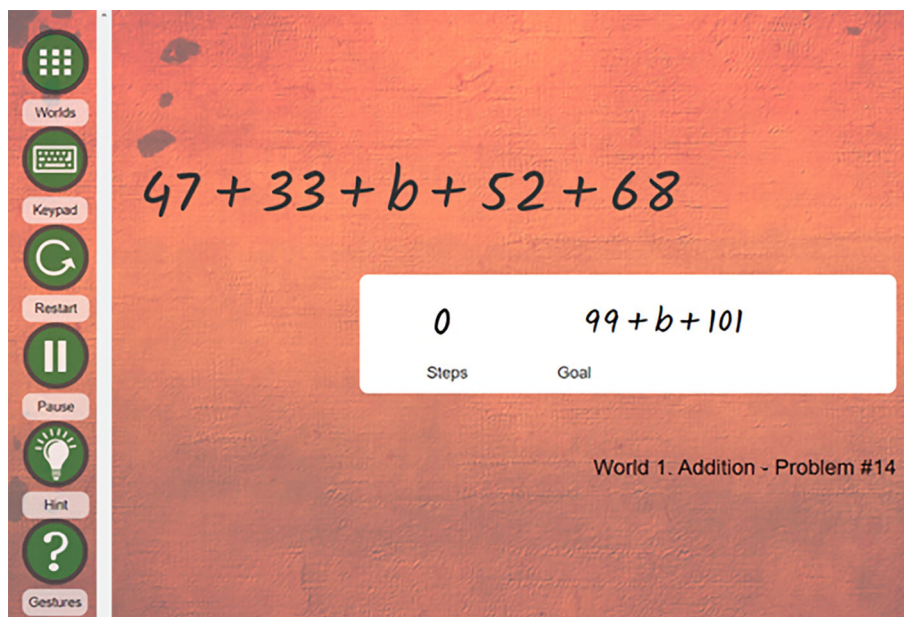 Worlds
Keypad
Restart
Pause
Hint
Gestures
47 + 33 + b + 52 + 68
0
99 + b + 101
Steps
Goal
World 1. Addition - Problem #14